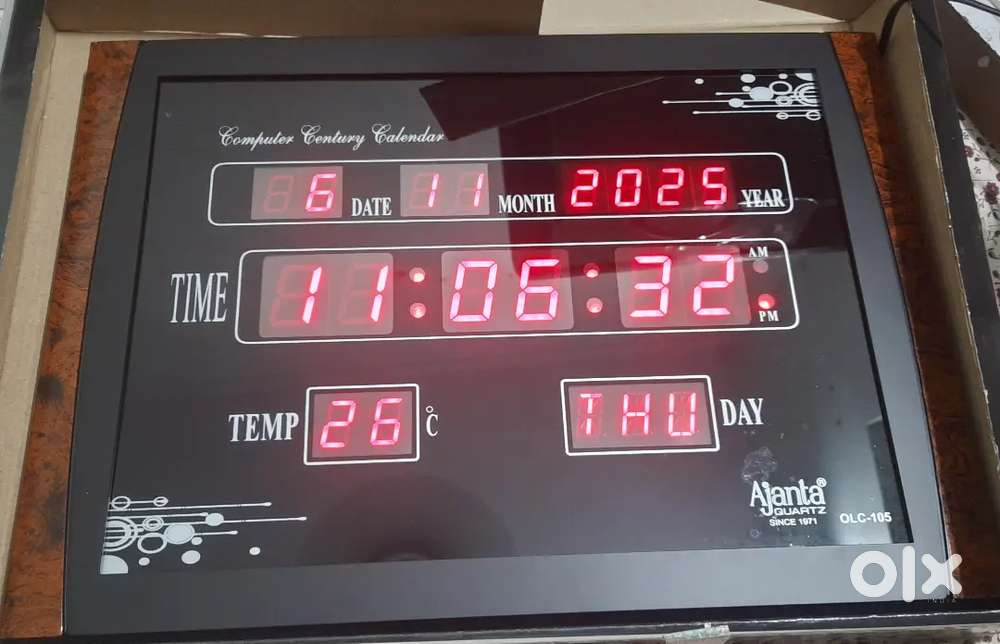 Computer Century Calendar
6 DATE 11 MONTH 2025 YEAR
AM
TIME 11:06:32
PM
TEMP 26 °C THU DAY
Ajanta®
QUARTZ
SINCE 1971
OLC-105
olx
INDIA